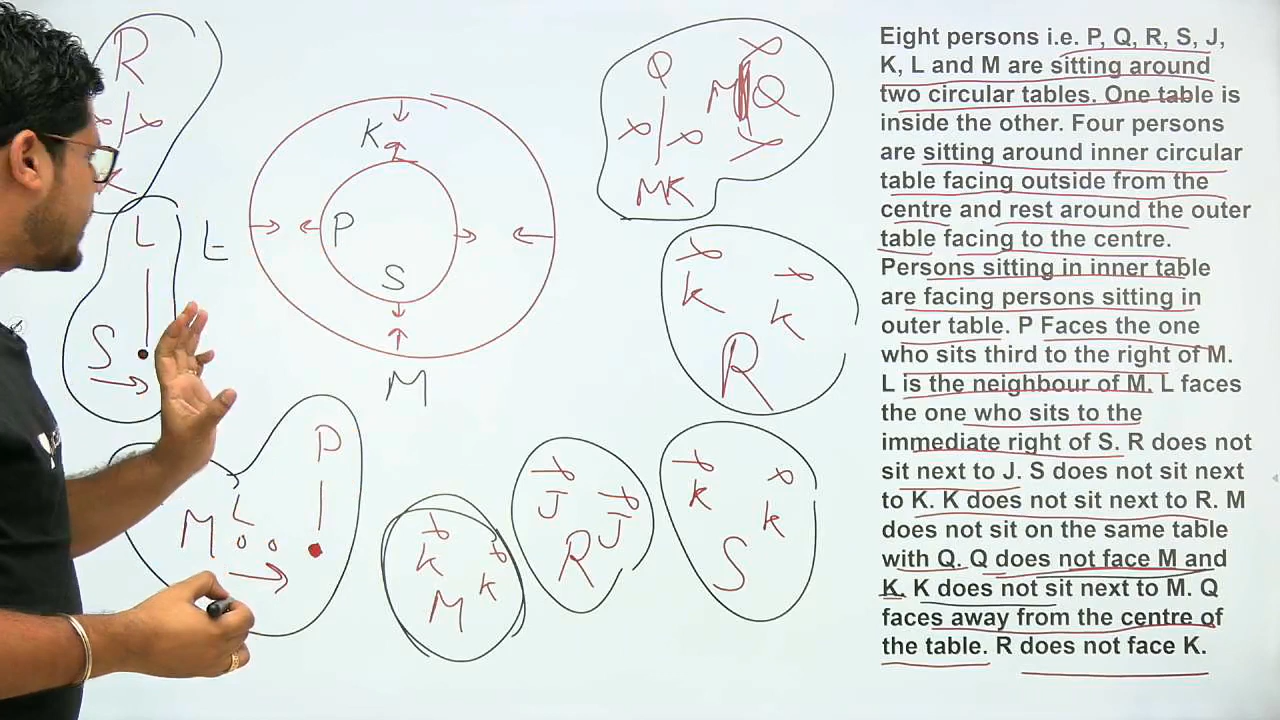 Eight persons i.e. P, Q, R, S, J,
K, L and M are sitting around
two circular tables. One table is
inside the other. Four persons
are sitting around inner circular
table facing outside from the
centre and rest around the outer
table facing to the centre.
Persons sitting in inner table
are facing persons sitting in
outer table. P Faces the one
who sits third to the right of M.
L is the neighbour of M. L faces
the one who sits to the
immediate right of S. R does not
sit next to J. S does not sit next
to K. K does not sit next to R. M
does not sit on the same table
with Q. Q does not face M and
K. K does not sit next to M. Q
faces away from the centre of
the table. R does not face K.
R
K
L
L
S
K
P
S
M
Q
M Q
MK
K
K
R
P
M L
K
K
M
J
J
R
K
K
S